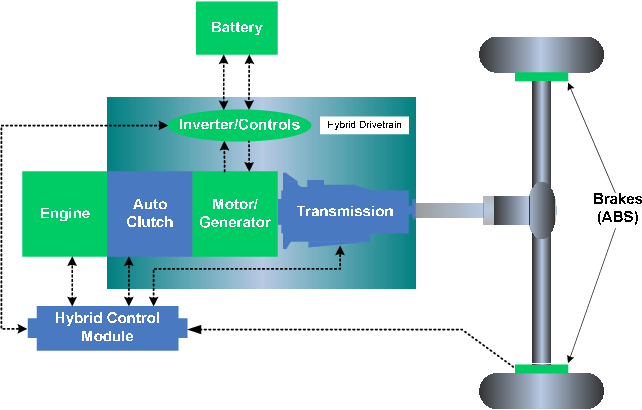 Battery
Inverter/Controls
Hybrid Drivetrain
Engine
Auto
Clutch
Motor/
Generator
Transmission
Brakes
(ABS)
Hybrid Control
Module